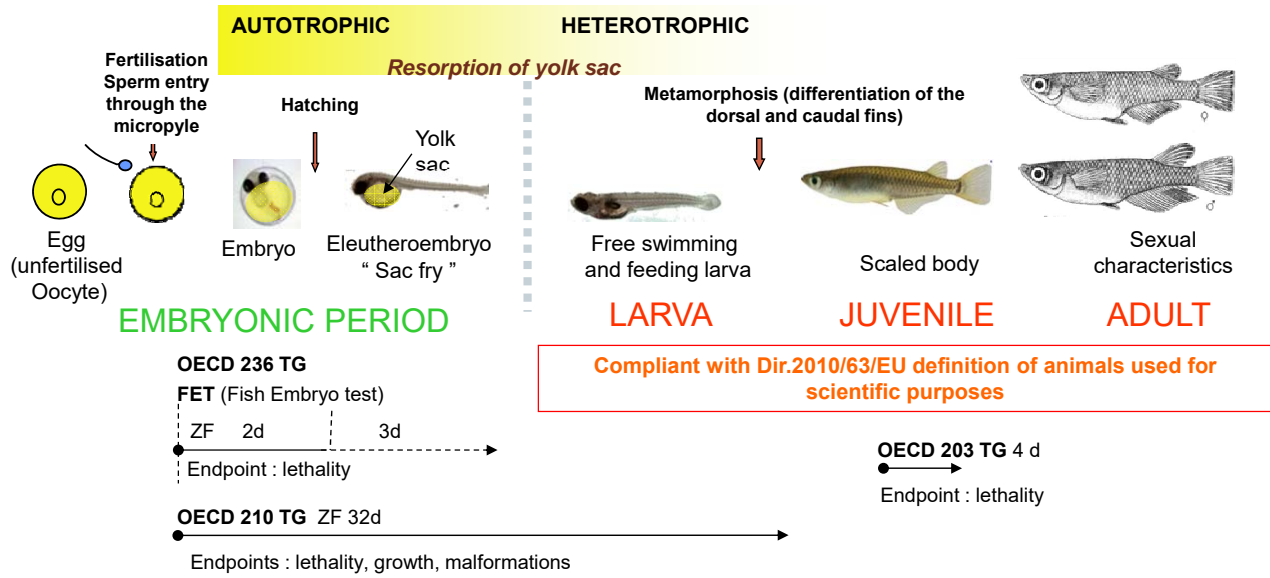 AUTOTROPHIC
HETEROTROPHIC
Resorption of yolk sac
Fertilisation
Sperm entry
through the
micropyle
Hatching
Yolk
sac
Metamorphosis (differentiation of the
dorsal and caudal fins)
♀
♂
Egg
(unfertilised
Oocyte)
Embryo
Eleutheroembryo
“ Sac fry ”
Free swimming
and feeding larva
Scaled body
Sexual
characteristics
EMBRYONIC PERIOD
LARVA
JUVENILE
ADULT
OECD 236 TG
FET (Fish Embryo test)
ZF 2d 3d
Endpoint : lethality
Compliant with Dir.2010/63/EU definition of animals used for
scientific purposes
OECD 203 TG 4 d
Endpoint : lethality
OECD 210 TG ZF 32d
Endpoints : lethality, growth, malformations